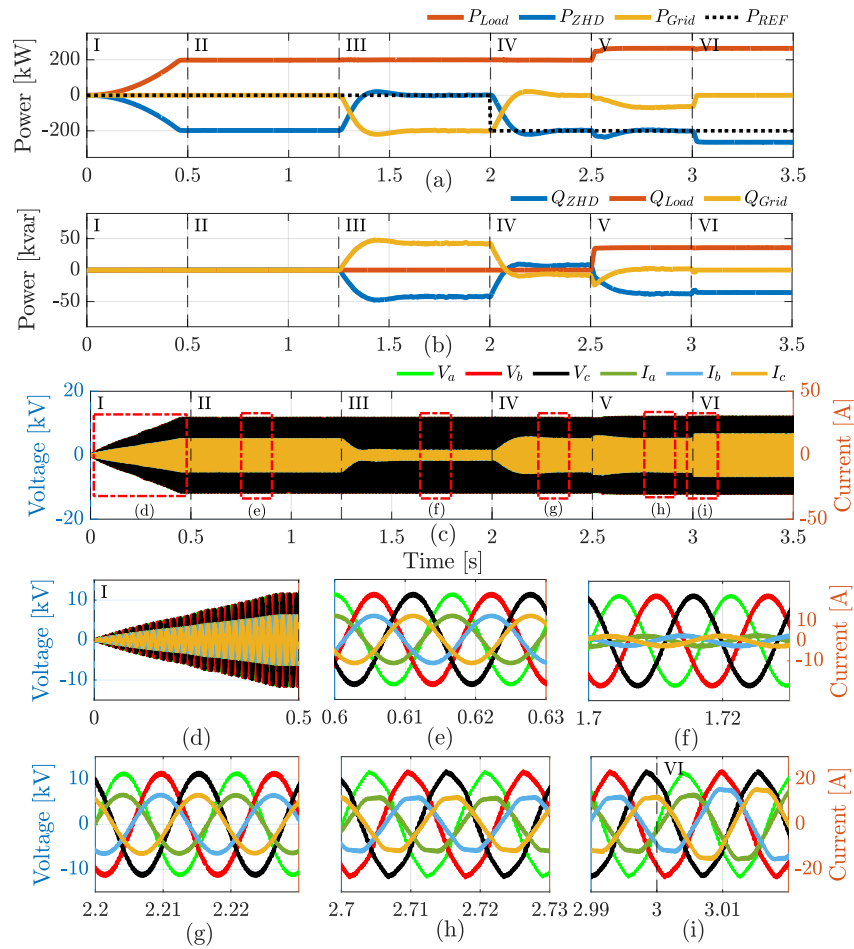 P_Load P_ZHD P_Grid P_REF
I II III IV V VI
Power [kW]
200
0
-200
0 0.5 1 1.5 2 2.5 3 3.5
(a)
Q_ZHD Q_Load Q_Grid
I II III IV V VI
Power [kvar]
50
0
-50
0 0.5 1 1.5 2 2.5 3 3.5
(b)
V_a V_b V_c I_a I_b I_c
I II III IV V VI
Voltage [kV]
20
0
-20
Current [A]
50
0
-50
(d) (e) (f) (g) (h) (i)
0 0.5 1 1.5 2 2.5 3 3.5
(c)
Time [s]
I
Voltage [kV]
10
0
-10
0 0.5
(d)
0.6 0.61 0.62 0.63
(e)
20
10
0
-10
Current [A]
1.7 1.72
(f)
Voltage [kV]
10
0
-10
2.2 2.21 2.22
(g)
2.7 2.71 2.72 2.73
(h)
VI
20
0
-20
Current [A]
2.99 3 3.01
(i)